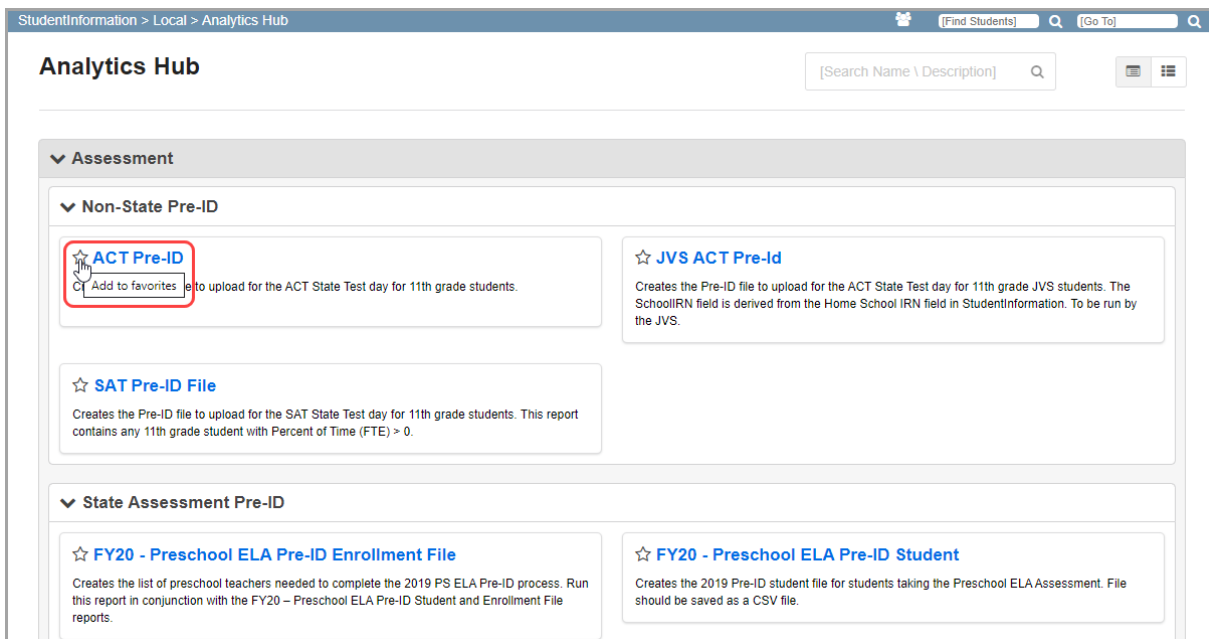 StudentInformation > Local > Analytics Hub
[Find Students]
[Go To]
Analytics Hub
[Search Name \ Description]
Assessment
Non-State Pre-ID
ACT Pre-ID
Add to favorites
e to upload for the ACT State Test day for 11th grade students.
JVS ACT Pre-Id
Creates the Pre-ID file to upload for the ACT State Test day for 11th grade JVS students. The
SchoolIRN field is derived from the Home School IRN field in StudentInformation. To be run by
the JVS.
SAT Pre-ID File
Creates the Pre-ID file to upload for the SAT State Test day for 11th grade students. This report
contains any 11th grade student with Percent of Time (FTE) > 0.
State Assessment Pre-ID
FY20 - Preschool ELA Pre-ID Enrollment File
Creates the list of preschool teachers needed to complete the 2019 PS ELA Pre-ID process. Run
this report in conjunction with the FY20 – Preschool ELA Pre-ID Student and Enrollment File
reports.
FY20 - Preschool ELA Pre-ID Student
Creates the 2019 Pre-ID student file for students taking the Preschool ELA Assessment. File
should be saved as a CSV file.